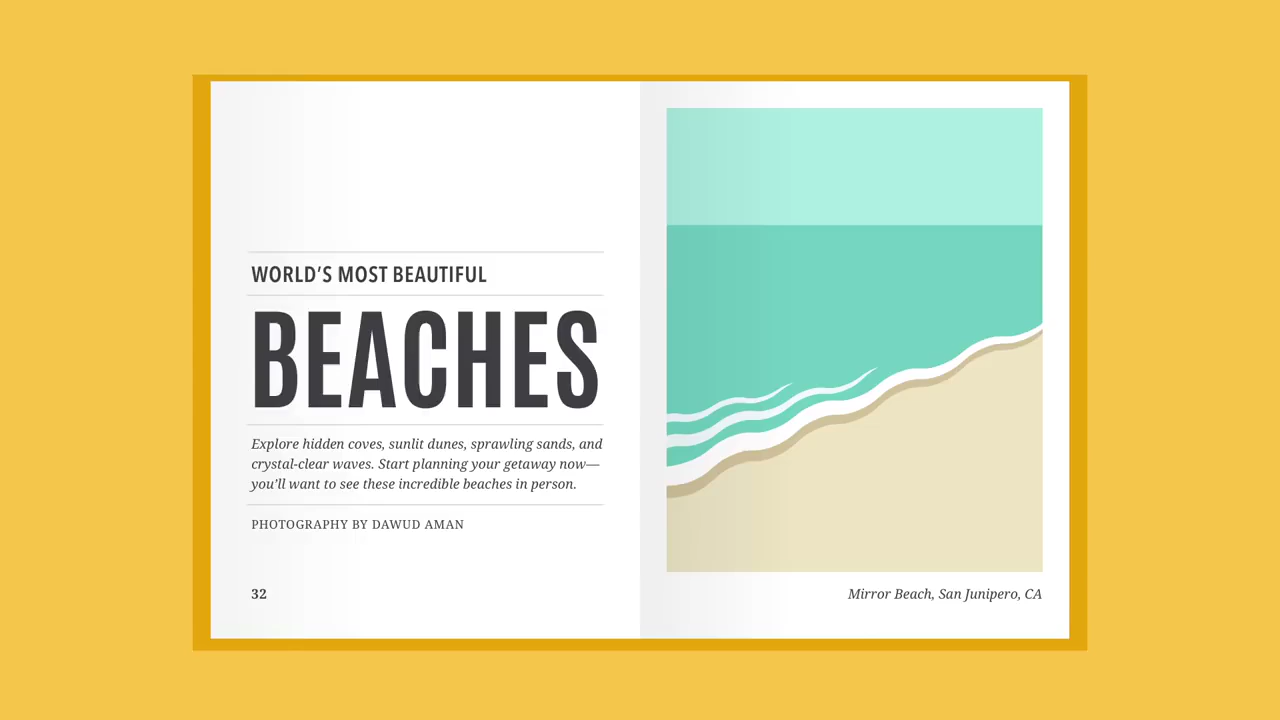 WORLD’S MOST BEAUTIFUL
BEACHES
Explore hidden coves, sunlit dunes, sprawling sands, and
crystal-clear waves. Start planning your getaway now—
you’ll want to see these incredible beaches in person.
PHOTOGRAPHY BY DAWUD AMAN
32
Mirror Beach, San Junipero, CA